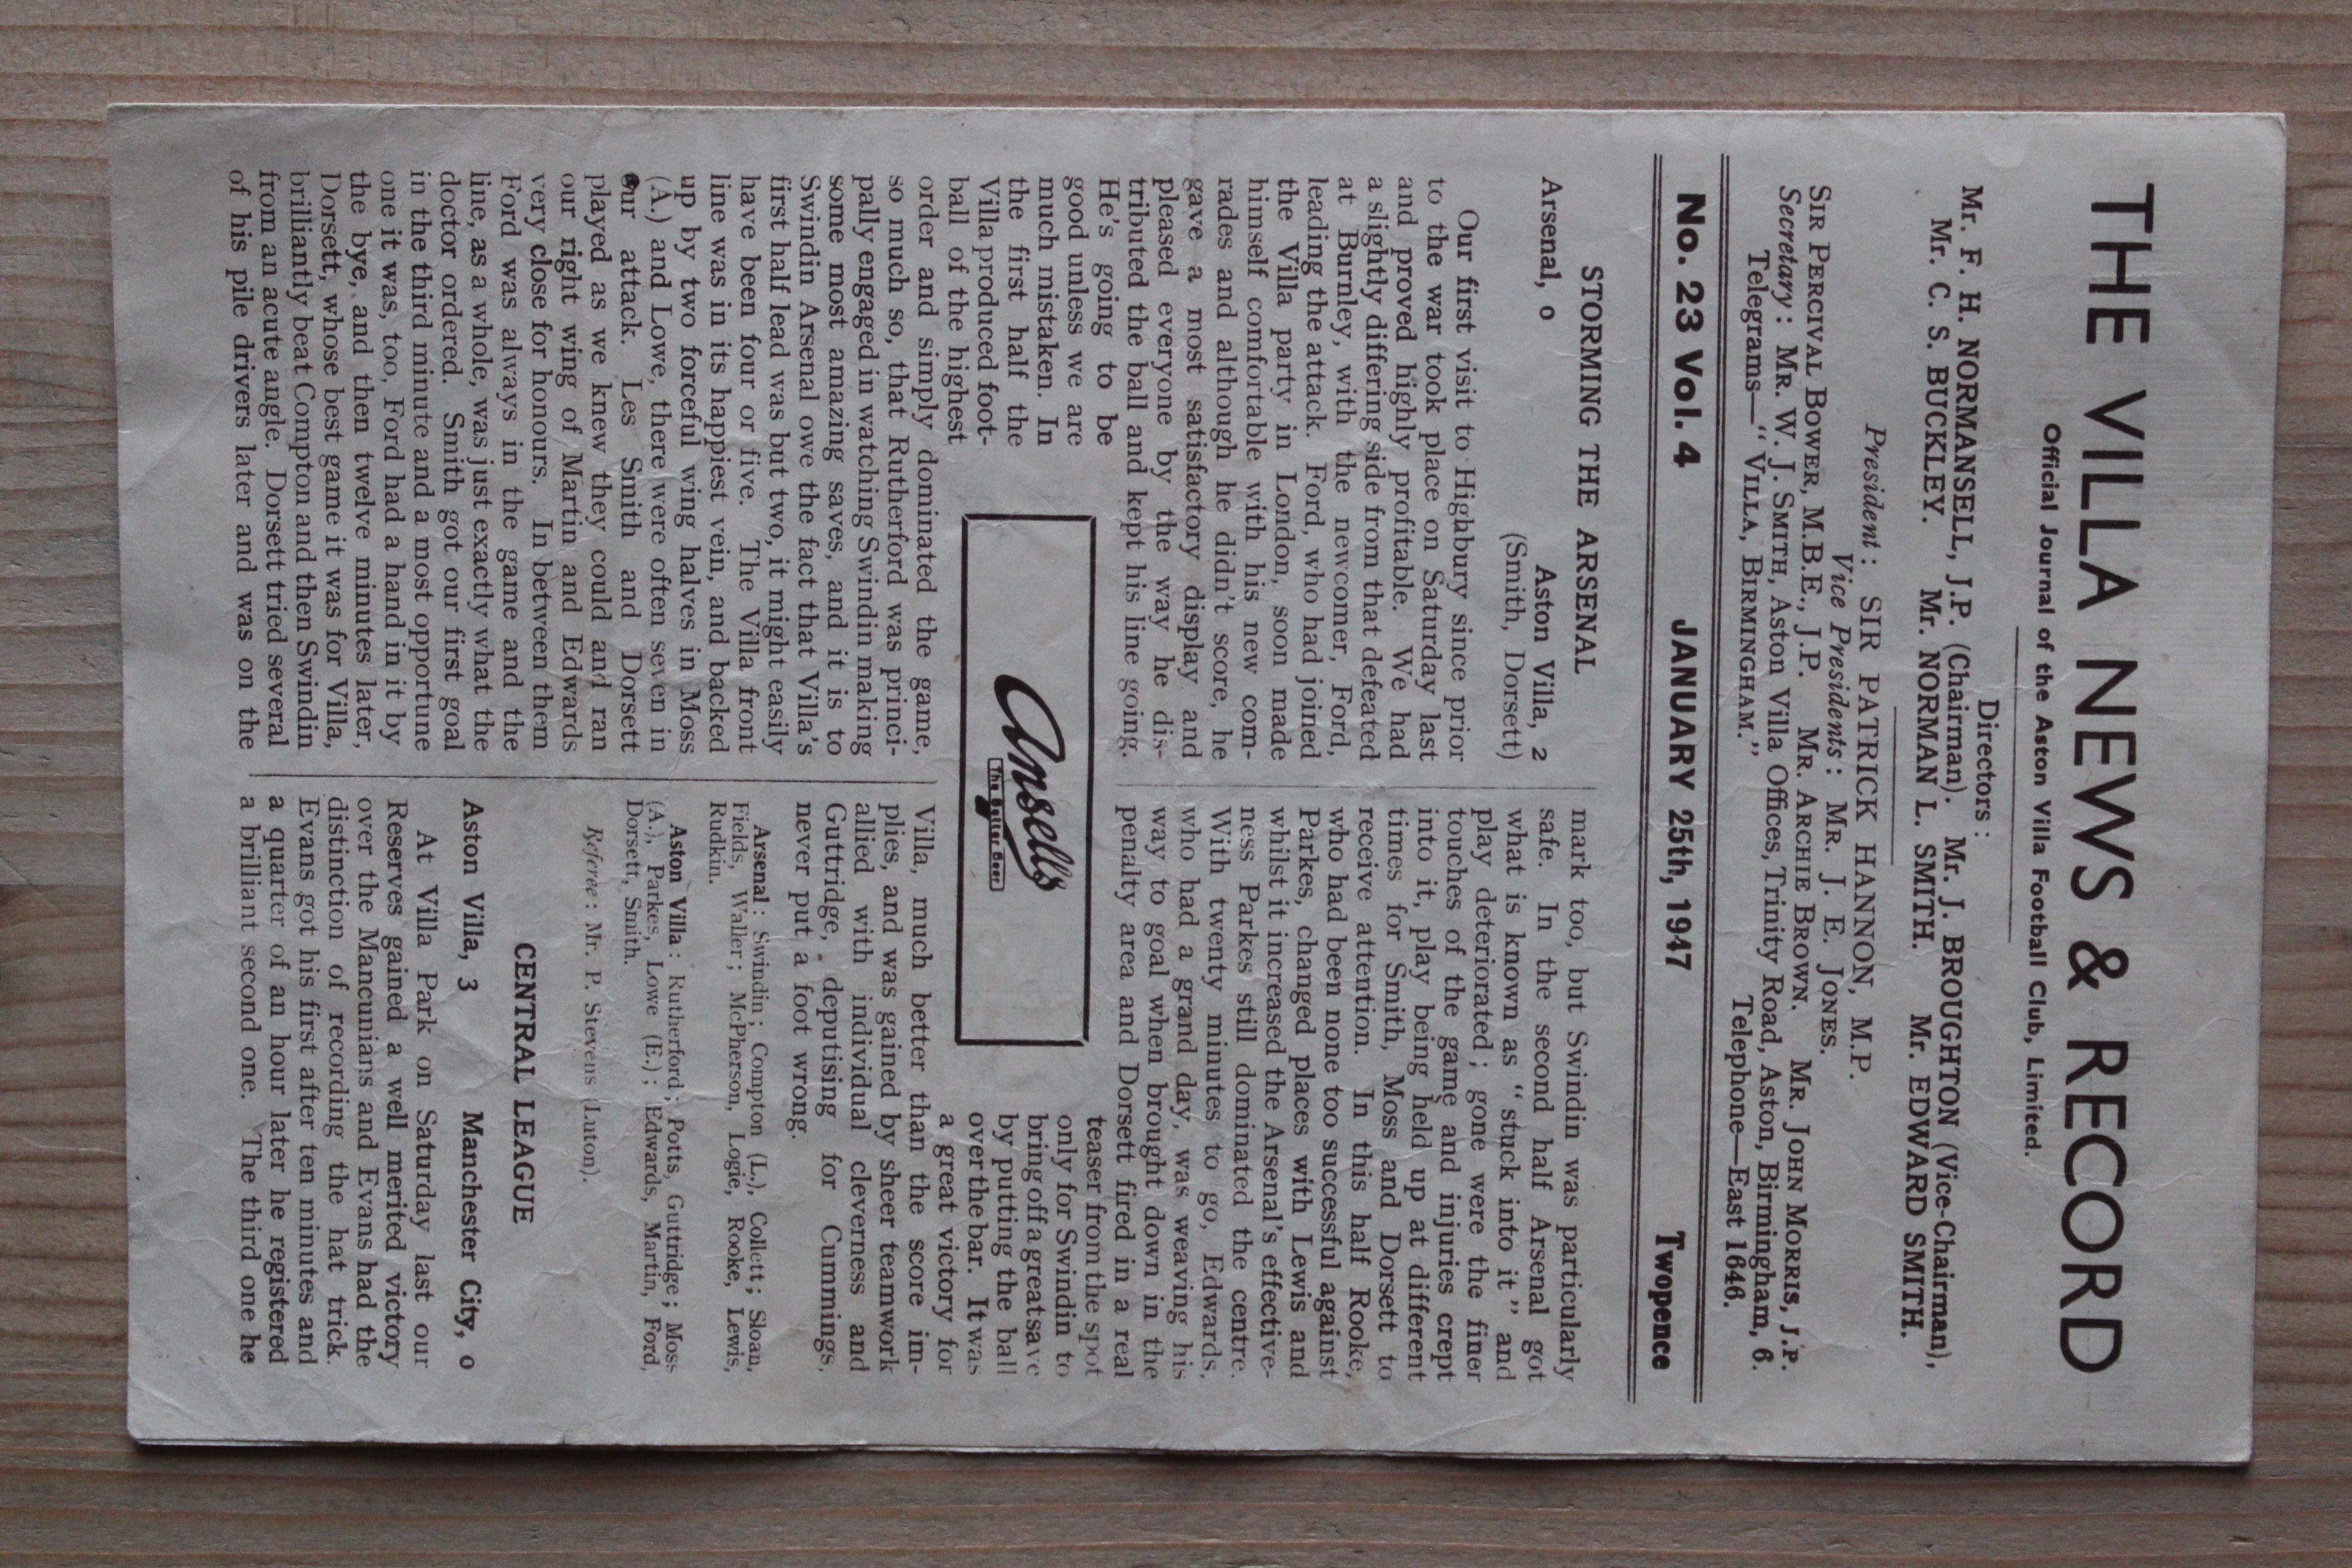 THE VILLA NEWS & RECORD
Official Journal of the Aston Villa Football Club, Limited.
Directors :
Mr. F. H. NORMANSELL, J.P. (Chairman). Mr. J. BROUGHTON (Vice-Chairman),
Mr. C. S. BUCKLEY. Mr. NORMAN L. SMITH. Mr. EDWARD SMITH.
President : SIR PATRICK HANNON, M.P.
Vice Presidents : MR. J. E. JONES.
SIR PERCIVAL BOWER, M.B.E., J.P. MR. ARCHIE BROWN. MR. JOHN MORRIS, J.P.
Secretary : MR. W. J. SMITH, Aston Villa Offices, Trinity Road, Aston, Birmingham, 6.
Telegrams—“ VILLA, BIRMINGHAM.” Telephone—East 1646.
No. 23 Vol. 4 JANUARY 25th, 1947 Twopence
STORMING THE ARSENAL
Arsenal, 0 Aston Villa, 2
(Smith, Dorsett)
Our first visit to Highbury since prior
to the war took place on Saturday last
and proved highly profitable. We had
a slightly differing side from that defeated
at Burnley, with the newcomer, Ford,
leading the attack. Ford, who had joined
the Villa party in London, soon made
himself comfortable with his new com-
rades and although he didn't score, he
gave a most satisfactory display and
pleased everyone by the way he dis-
tributed the ball and kept his line going.
He's going to be
good unless we are
much mistaken. In
the first half the
Villa produced foot-
ball of the highest
order and simply dominated the game,
so much so, that Rutherford was princi-
pally engaged in watching Swindin making
some most amazing saves, and it is to
Swindin Arsenal owe the fact that Villa's
first half lead was but two, it might easily
have been four or five. The Villa front
line was in its happiest vein, and backed
up by two forceful wing halves in Moss
(A.) and Lowe, there were often seven in
our attack. Les Smith and Dorsett
played as we knew they could and ran
our right wing of Martin and Edwards
very close for honours. In between them
Ford was always in the game and the
line, as a whole, was just exactly what the
doctor ordered. Smith got our first goal
in the third minute and a most opportune
one it was, too, Ford had a hand in it by
the bye, and then twelve minutes later,
Dorsett, whose best game it was for Villa,
brilliantly beat Compton and then Swindin
from an acute angle. Dorsett tried several
of his pile drivers later and was on the
mark too, but Swindin was particularly
safe. In the second half Arsenal got
what is known as “ stuck into it ” and
play deteriorated ; gone were the finer
touches of the game and injuries crept
into it, play being held up at different
times for Smith, Moss and Dorsett to
receive attention. In this half Rooke,
who had been none too successful against
Parkes, changed places with Lewis and
whilst it increased the Arsenal's effective-
ness Parkes still dominated the centre.
With twenty minutes to go, Edwards,
who had a grand day, was weaving his
way to goal when brought down in the
penalty area and Dorsett fired in a real
teaser from the spot
only for Swindin to
bring off a great save
by putting the ball
over the bar. It was
a great victory for
Villa, much better than the score im-
plies, and was gained by sheer teamwork
allied with individual cleverness and
Guttridge, deputising for Cummings,
never put a foot wrong.
Arsenal : Swindin ; Compton (L.), Collett ; Sloan,
Fields, Waller ; McPherson, Logie, Rooke, Lewis,
Rudkin.
Aston Villa : Rutherford ; Potts, Gutridge ; Moss
(A.), Parkes, Lowe (E.) ; Edwards, Martin, Ford,
Dorsett, Smith.
Referee : Mr. P. Stevens (Luton).
CENTRAL LEAGUE
Aston Villa, 3 Manchester City, 0
At Villa Park on Saturday last our
Reserves gained a well merited victory
over the Mancunians and Evans had the
distinction of recording the hat trick.
Evans got his first after ten minutes and
a quarter of an hour later he registered
a brilliant second one. The third one he
Ansells
The Better Beer